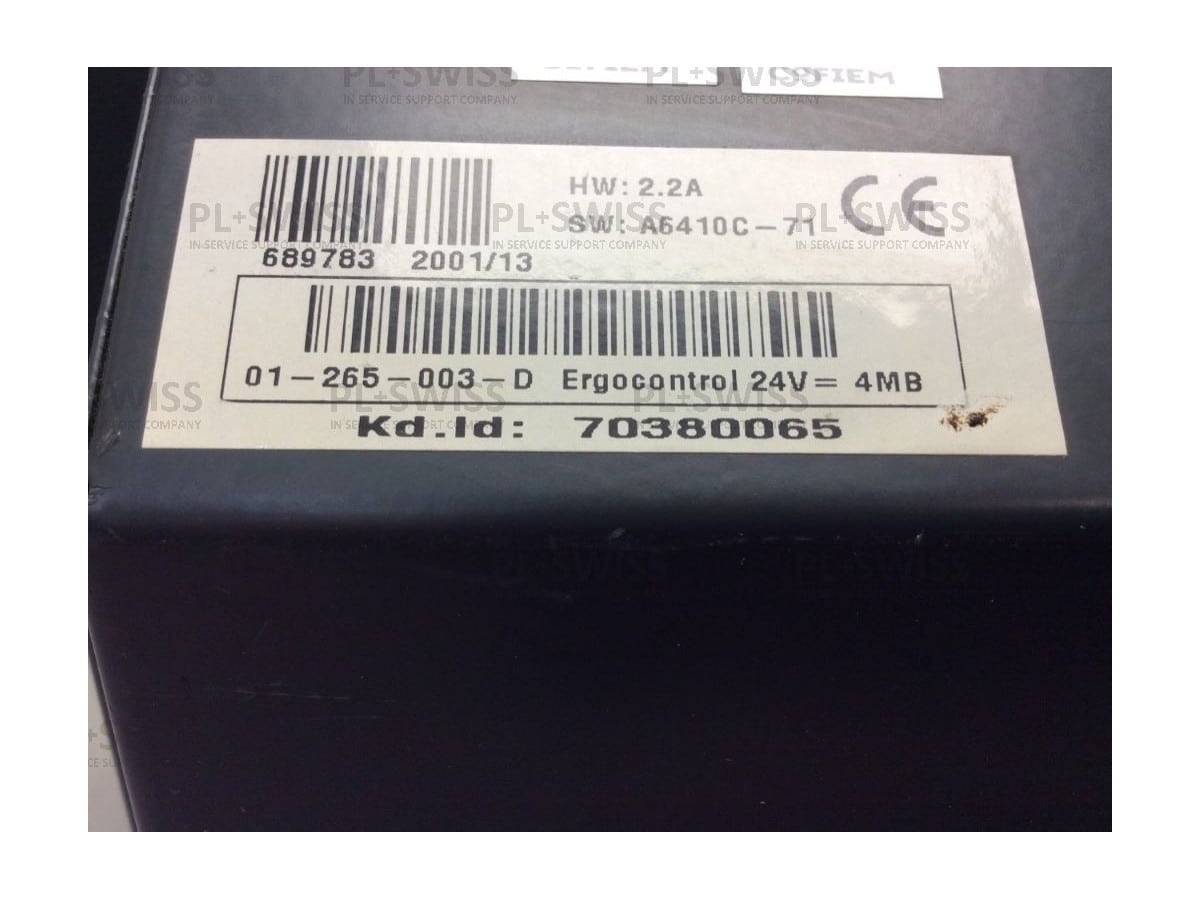 COFIEM
HW: 2.2A
SW: A6410C-71
CE
689783 2001/13
01-265-003-D Ergocontrol 24V= 4MB
Kd.Id: 70380065
PL+SWISS
IN SERVICE SUPPORT COMPANY